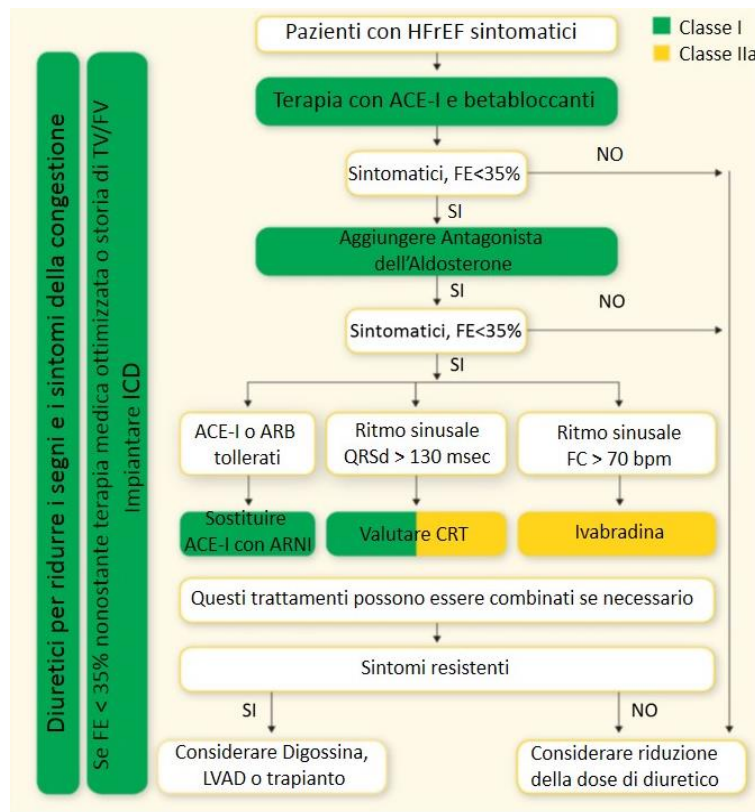 Pazienti con HFrEF sintomatici
Classe I
Classe IIa
Diuretici per ridurre i segni e i sintomi della congestione
Se FE < 35% nonostante terapia medica ottimizzata o storia di TV/FV
Impiantare ICD
Terapia con ACE-I e betabloccanti
Sintomatici, FE<35%
NO
SI
Aggiungere Antagonista
dell'Aldosterone
SI
Sintomatici, FE<35%
NO
SI
ACE-I o ARB
tollerati
Ritmo sinusale
QRSd > 130 msec
Ritmo sinusale
FC > 70 bpm
Sostituire
ACE-I con ARNI
Valutare CRT
Ivabradina
Questi trattamenti possono essere combinati se necessario
Sintomi resistenti
SI
NO
Considerare Digossina,
LVAD o trapianto
Considerare riduzione
della dose di diuretico